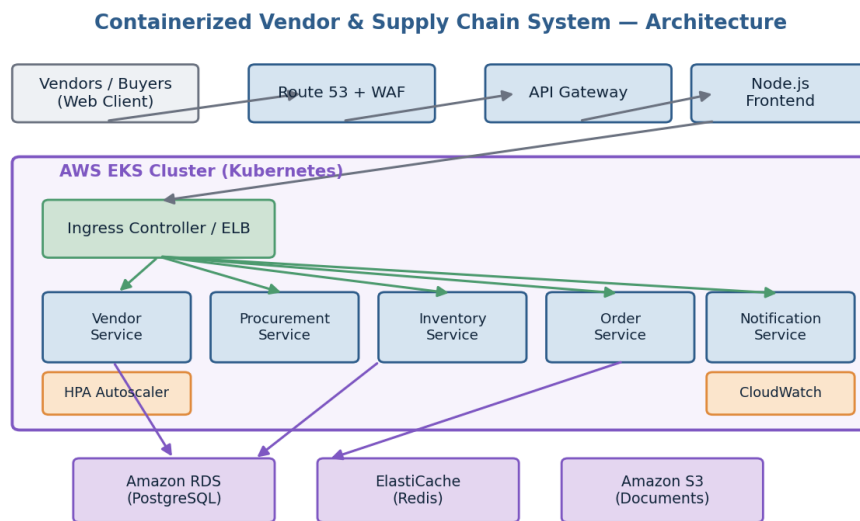 Containerized Vendor & Supply Chain System — Architecture
Vendors / Buyers
(Web Client)
Route 53 + WAF
API Gateway
Node.js
Frontend
AWS EKS Cluster (Kubernetes)
Ingress Controller / ELB
Vendor
Service
Procurement
Service
Inventory
Service
Order
Service
Notification
Service
HPA Autoscaler
CloudWatch
Amazon RDS
(PostgreSQL)
ElastiCache
(Redis)
Amazon S3
(Documents)